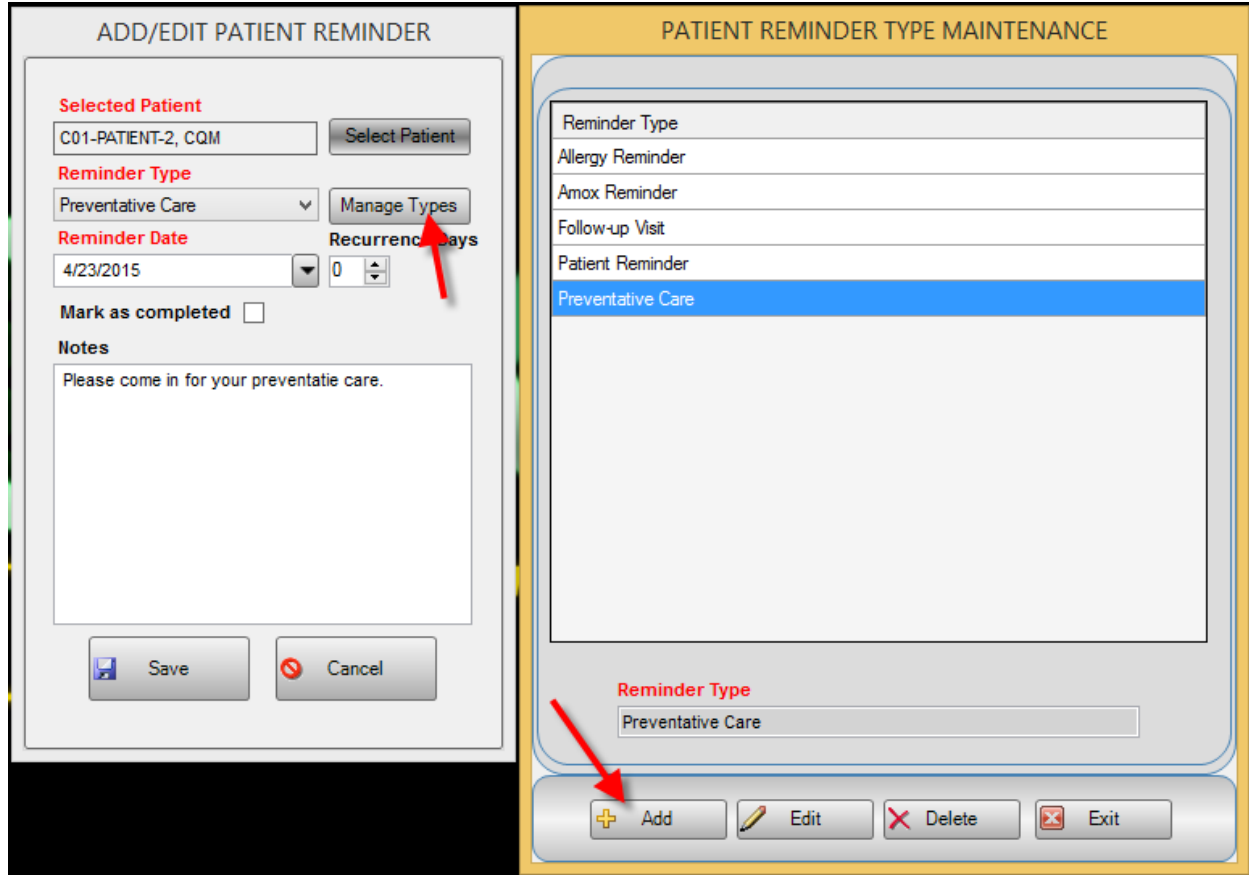 ADD/EDIT PATIENT REMINDER
Selected Patient
C01-PATIENT-2, CQM
Select Patient
Reminder Type
Preventative Care
Manage Types
Reminder Date
Recurrence Days
4/23/2015
0
Mark as completed
Notes
Please come in for your preventatie care.
Save
Cancel
PATIENT REMINDER TYPE MAINTENANCE
Reminder Type
Allergy Reminder
Amox Reminder
Follow-up Visit
Patient Reminder
Preventative Care
Reminder Type
Preventative Care
Add
Edit
Delete
Exit